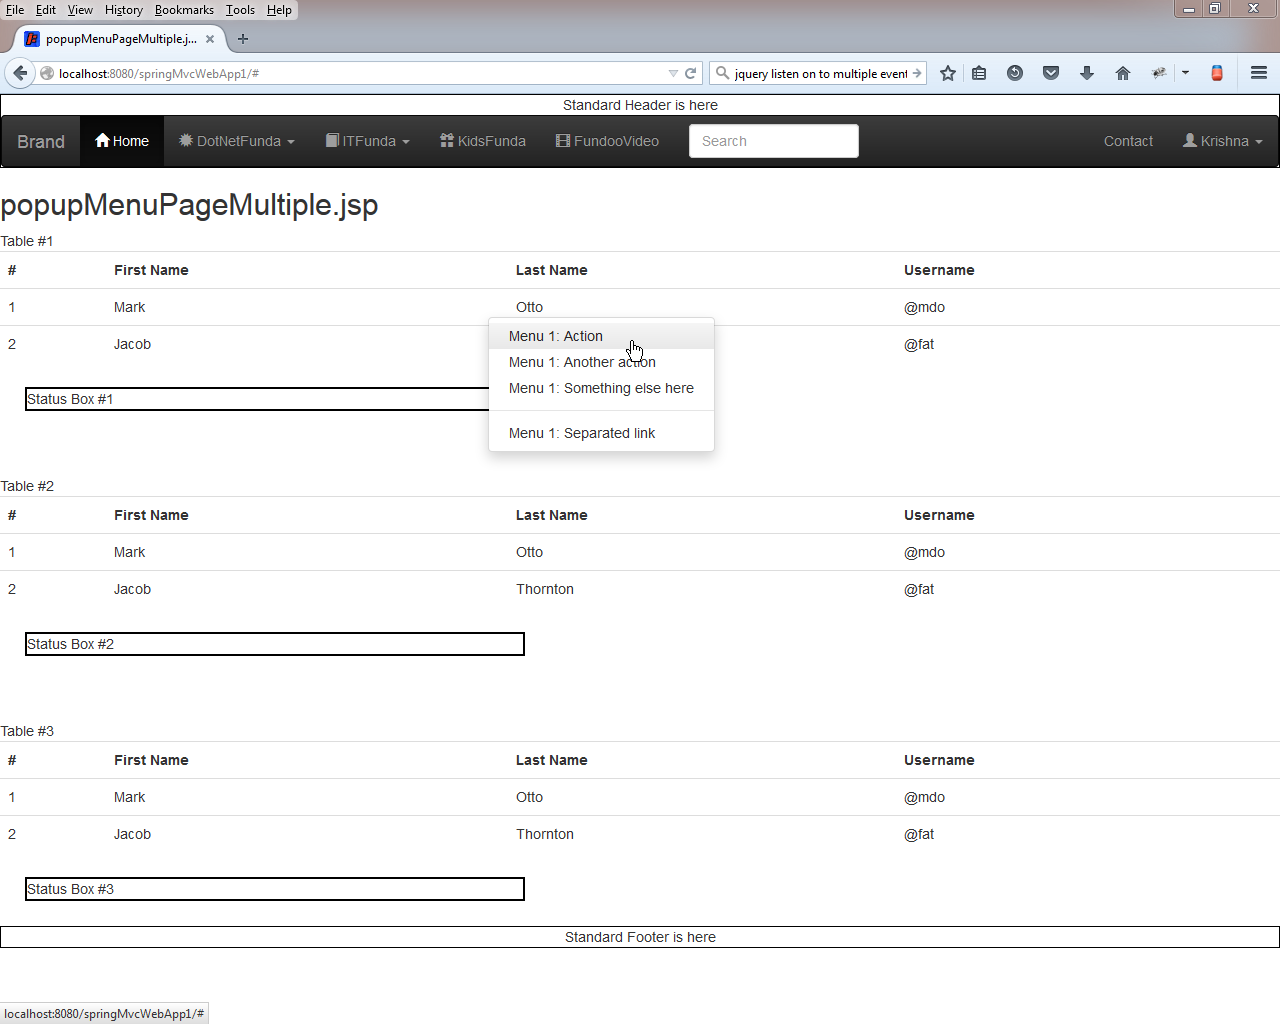 File Edit View History Bookmarks Tools Help
popupMenuPageMultiple.j...
localhost:8080/springMvcWebApp1/#
jquery listen on to multiple event
Standard Header is here
Brand Home DotNetFunda ITFunda KidsFunda FundooVideo Search Contact Krishna
popupMenuPageMultiple.jsp
Table #1
# First Name Last Name Username
1 Mark Otto @mdo
2 Jacob @fat
Menu 1: Action
Menu 1: Another action
Menu 1: Something else here
Menu 1: Separated link
Status Box #1
Table #2
# First Name Last Name Username
1 Mark Otto @mdo
2 Jacob Thornton @fat
Status Box #2
Table #3
# First Name Last Name Username
1 Mark Otto @mdo
2 Jacob Thornton @fat
Status Box #3
Standard Footer is here
localhost:8080/springMvcWebApp1/#